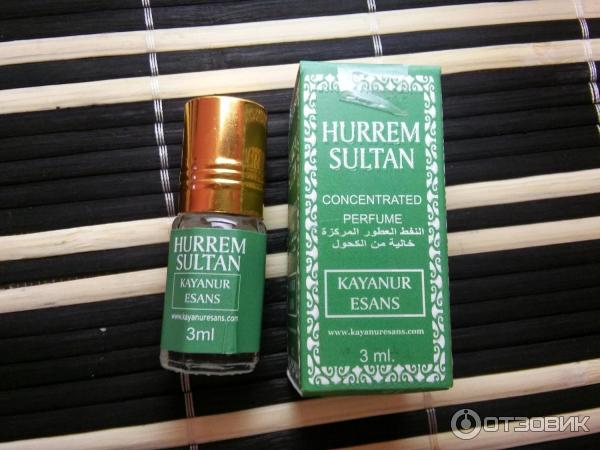 HURREM
SULTAN
KAYANUR
ESANS
www.kayanuresans.com
3ml
HURREM
SULTAN
CONCENTRATED
PERFUME
النفط العطور المركزة
خالية من الكحول
KAYANUR
ESANS
www.kayanuresans.com
3 ml.
ОТЗОВИК